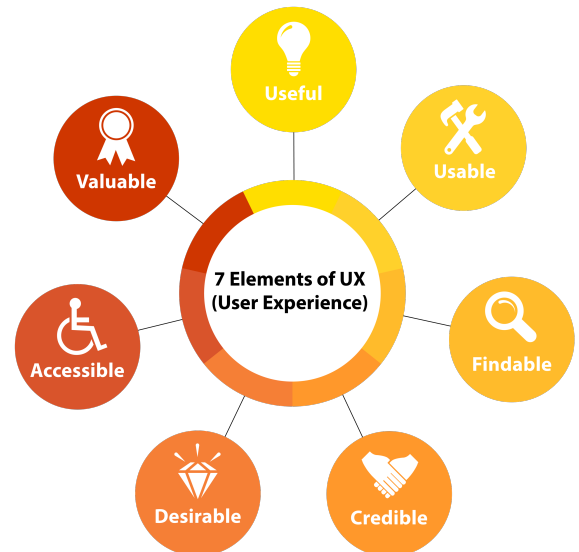 7 Elements of UX
(User Experience)
Useful
Usable
Findable
Credible
Desirable
Accessible
Valuable